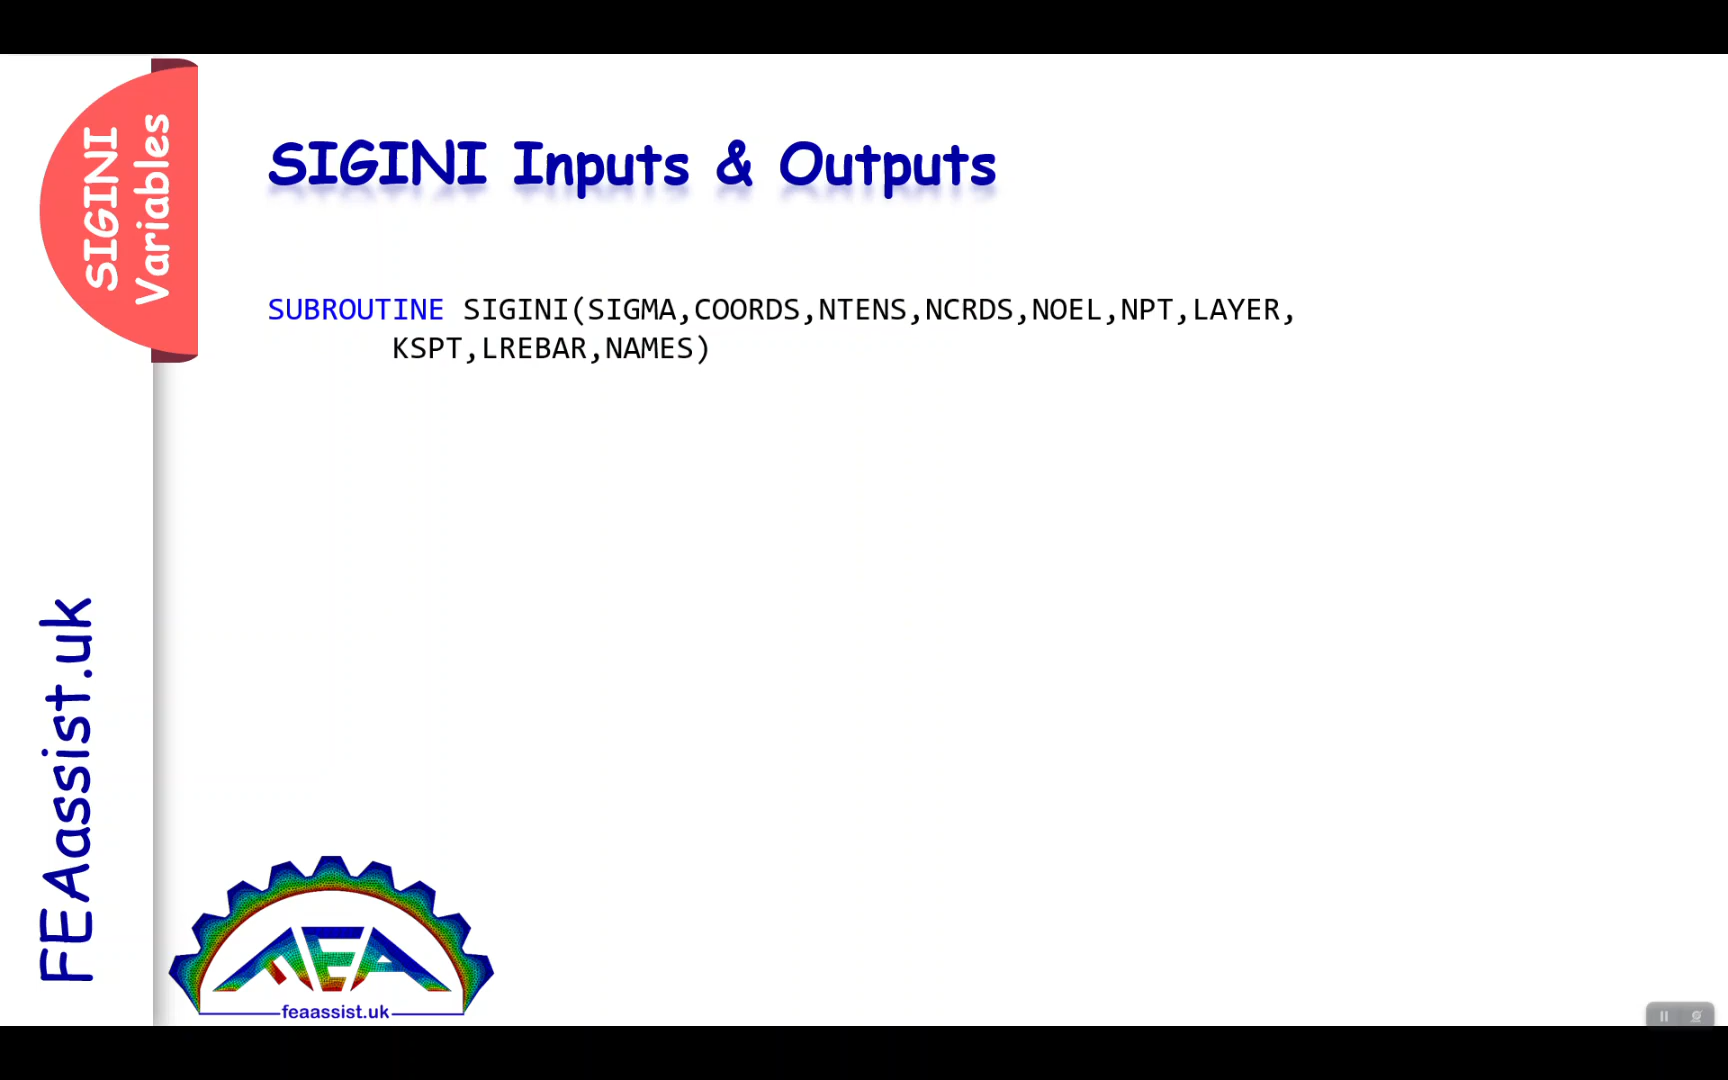 SIGINI
Variables
SIGINI Inputs & Outputs
SUBROUTINE SIGINI(SIGMA,COORDS,NTENS,NCRDS,NOEL,NPT,LAYER,
KSPT,LREBAR,NAMES)
FEAassist.uk
FEA
feaassist.uk